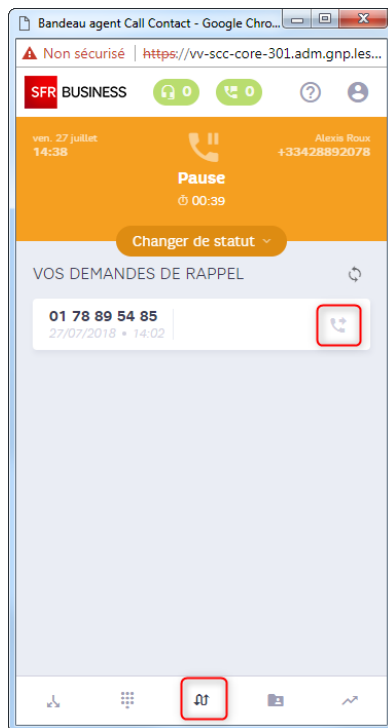 Bandeau agent Call Contact - Google Chro...
Non sécurisé | https://vv-scc-core-301.adm.gnp.les...
SFR BUSINESS 0 0
ven. 27 juillet
14:38
Alexis Roux
+33428892078
Pause
00:39
Changer de statut
VOS DEMANDES DE RAPPEL
01 78 89 54 85
27/07/2018 • 14:02